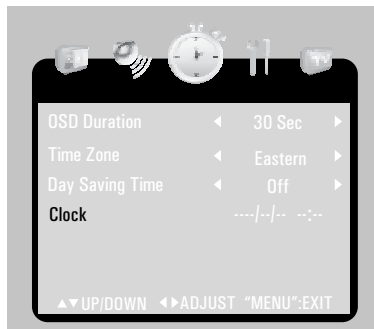 OSD Duration ◀ 30 Sec ▶
Time Zone ◀ Eastern ▶
Day Saving Time ◀ Off ▶
Clock ----/--/-- --:--
▲▼UP/DOWN ◀▶ADJUST "MENU":EXIT